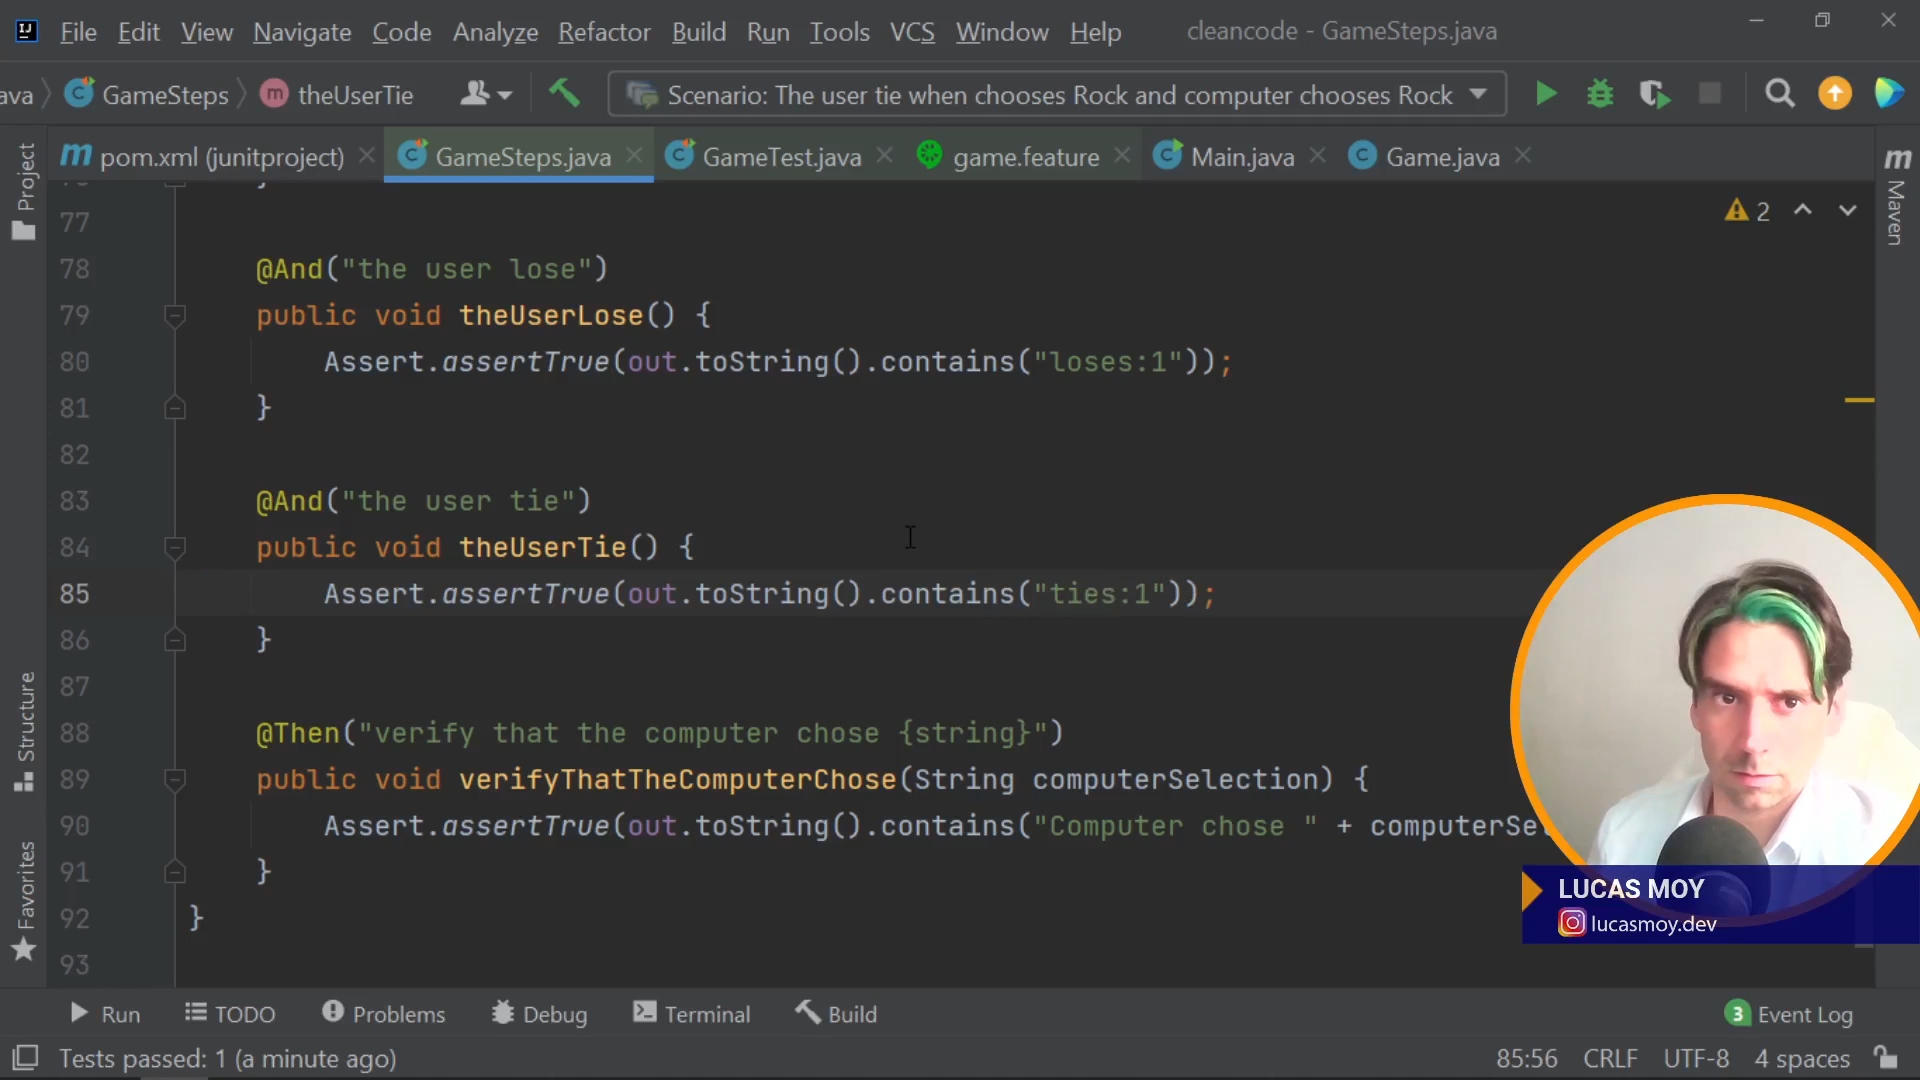 File Edit View Navigate Code Analyze Refactor Build Run Tools VCS Window Help cleancode - GameSteps.java
ava GameSteps m theUserTie Scenario: The user tie when chooses Rock and computer chooses Rock
m pom.xml (junitproject) GameSteps.java GameTest.java game.feature Main.java Game.java
Project
Structure
Favorites
m Maven
2
77
78 @And("the user lose")
79 public void theUserLose() {
80 Assert.assertTrue(out.toString().contains("loses:1"));
81 }
82
83 @And("the user tie")
84 public void theUserTie() {
85 Assert.assertTrue(out.toString().contains("ties:1"));
86 }
87
88 @Then("verify that the computer chose {string}")
89 public void verifyThatTheComputerChose(String computerSelection) {
90 Assert.assertTrue(out.toString().contains("Computer chose " + computerSe
91 }
92 }
93
LUCAS MOY
lucasmoy.dev
Run TODO Problems Debug Terminal Build 3 Event Log
Tests passed: 1 (a minute ago) 85:56 CRLF UTF-8 4 spaces